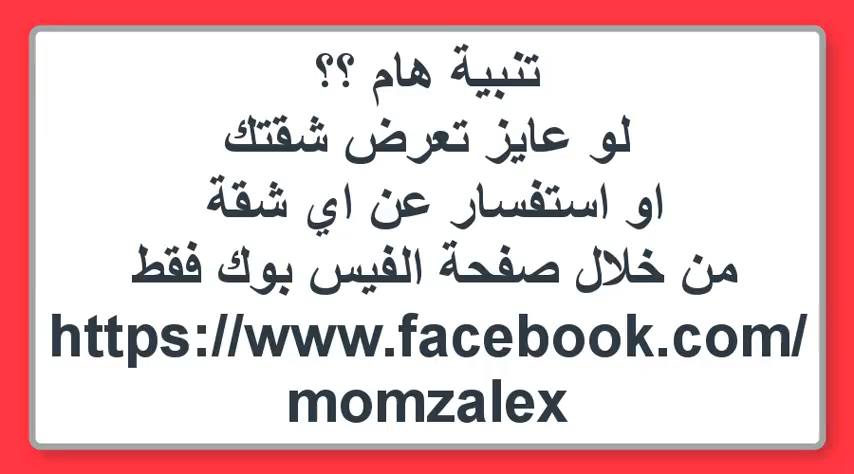 تنبية هام ؟؟
لو عايز تعرض شقتك
او استفسار عن اي شقة
من خلال صفحة الفيس بوك فقط
https://www.facebook.com/
momzalex